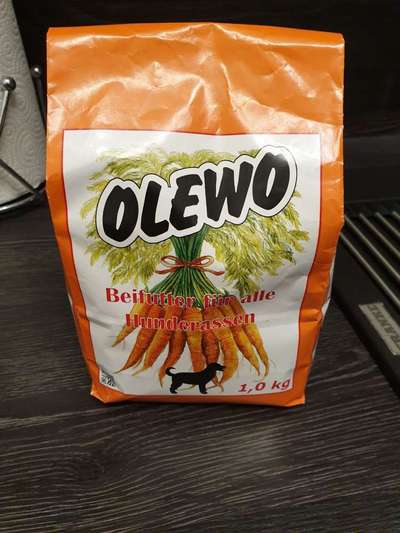 OLEWO
Beifutter für alle
Hunderassen
1,0 kg